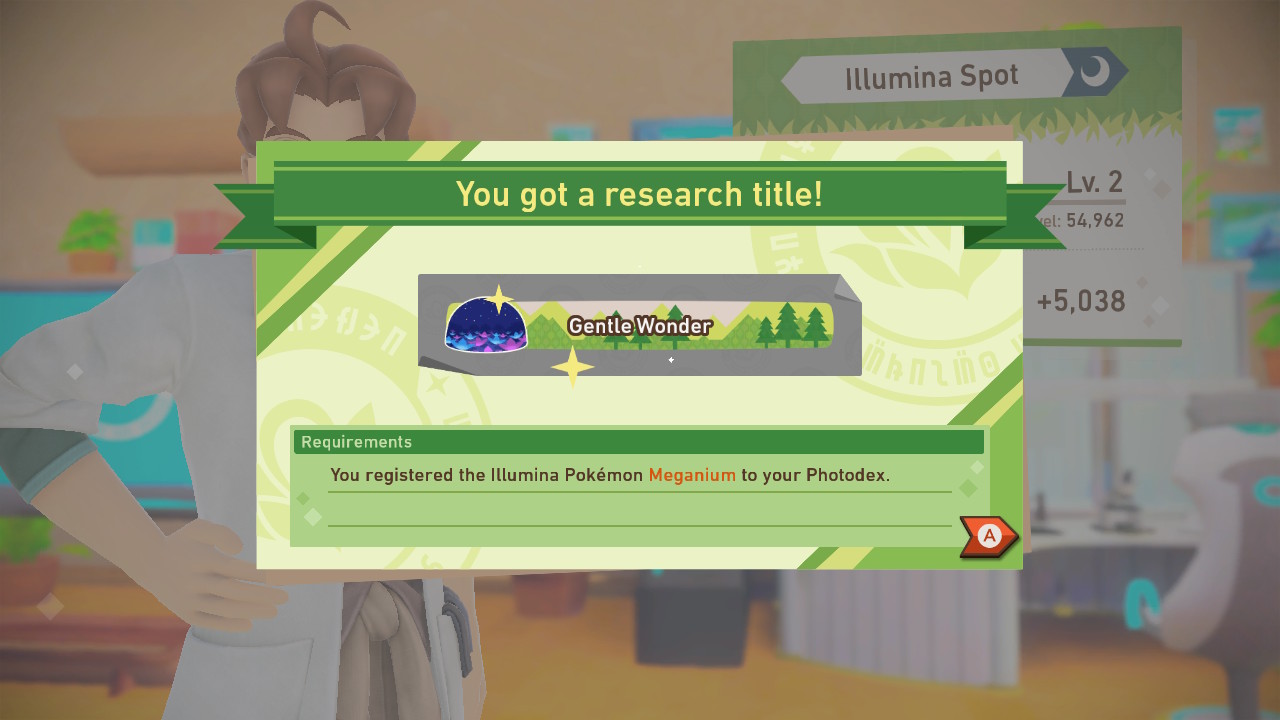 Illumina Spot
You got a research title!
Lv. 2
54,962
Gentle Wonder
+5,038
Requirements
You registered the Illumina Pokémon Meganium to your Photodex.
A